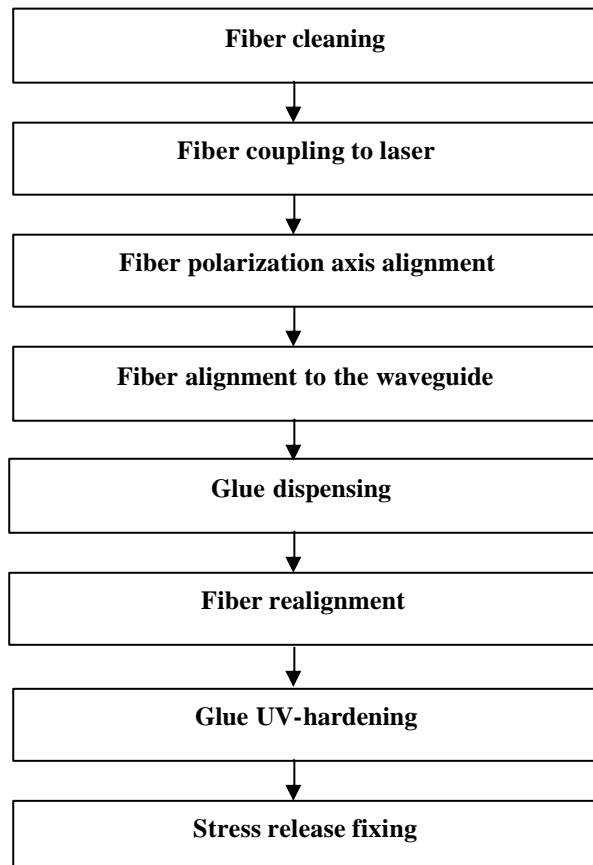 Fiber cleaning
Fiber coupling to laser
Fiber polarization axis alignment
Fiber alignment to the waveguide
Glue dispensing
Fiber realignment
Glue UV-hardening
Stress release fixing